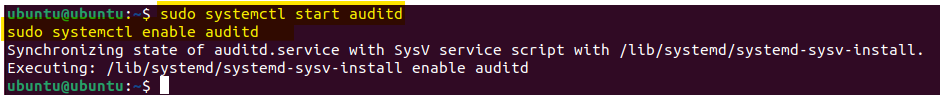 ubuntu@ubuntu:~$ sudo systemctl start auditd
sudo systemctl enable auditd
Synchronizing state of auditd.service with SysV service script with /lib/systemd/systemd-sysv-install.
Executing: /lib/systemd/systemd-sysv-install enable auditd
ubuntu@ubuntu:~$